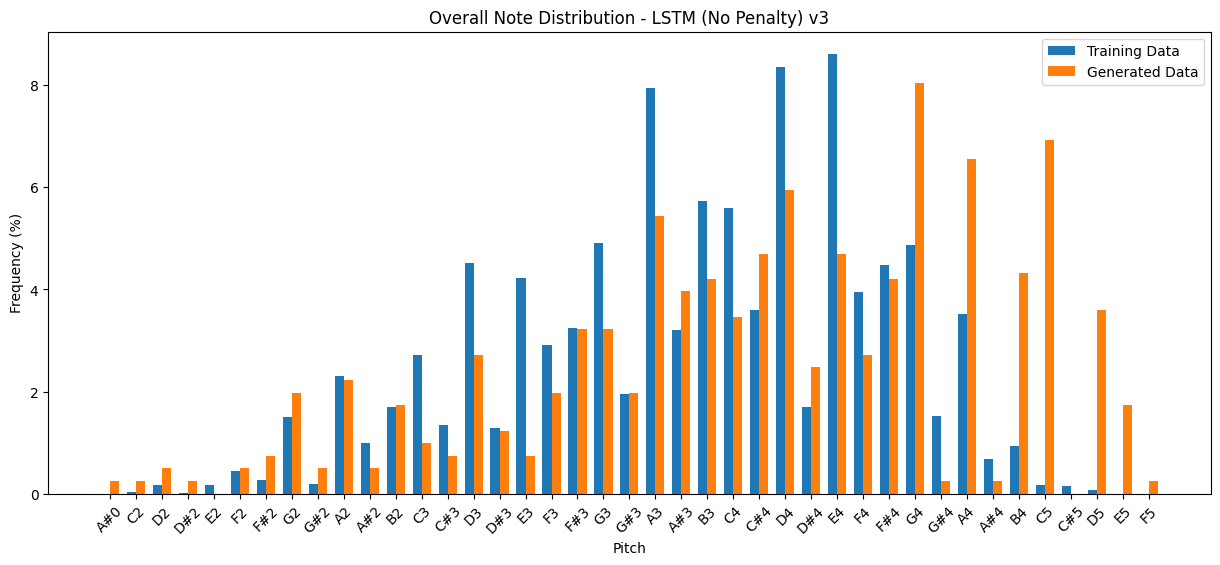 Overall Note Distribution - LSTM (No Penalty) v3
Training Data
Generated Data
Frequency (%)
8
6
4
2
0
A#0 C2 D2 D#2 E2 F2 F#2 G2 G#2 A2 A#2 B2 C3 C#3 D3 D#3 E3 F3 F#3 G3 G#3 A3 A#3 B3 C4 C#4 D4 D#4 E4 F4 F#4 G4 G#4 A4 A#4 B4 C5 C#5 D5 E5 F5
Pitch